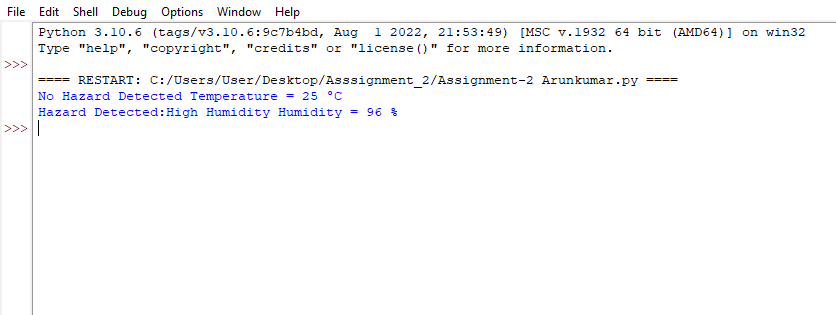 File Edit Shell Debug Options Window Help
Python 3.10.6 (tags/v3.10.6:9c7b4bd, Aug  1 2022, 21:53:49) [MSC v.1932 64 bit (AMD64)] on win32
Type "help", "copyright", "credits" or "license()" for more information.
>>>
==== RESTART: C:/Users/User/Desktop/Asssignment_2/Assignment-2 Arunkumar.py ====
No Hazard Detected Temperature = 25 °C
Hazard Detected:High Humidity Humidity = 96 %
>>>